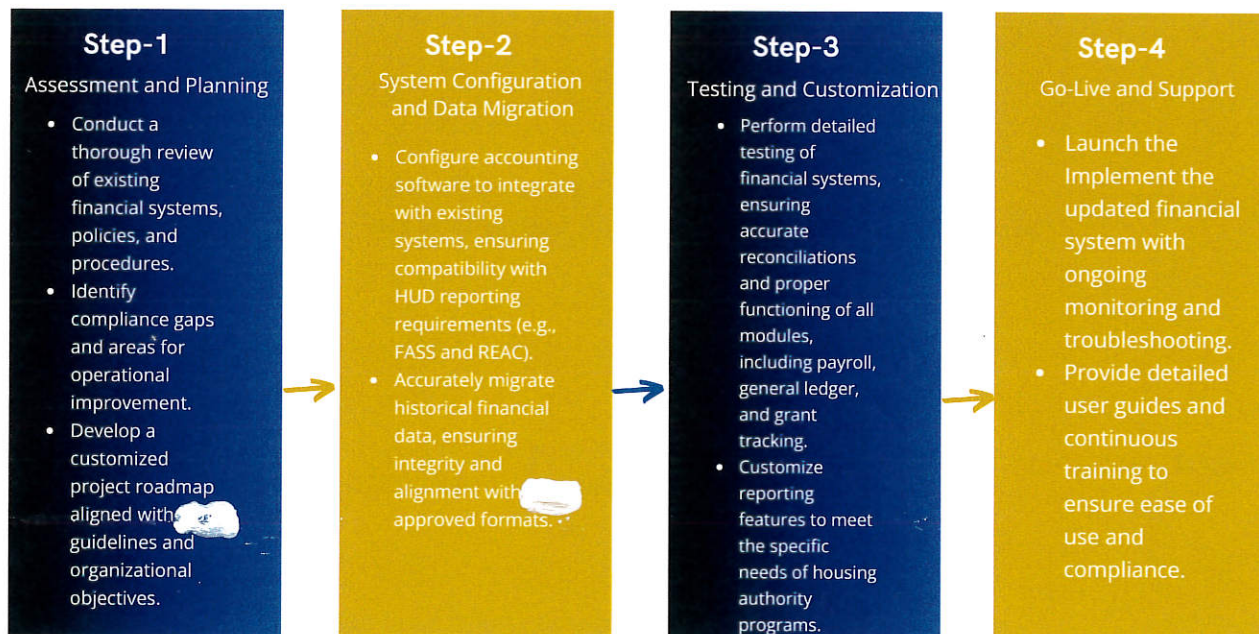 Step-1
Assessment and Planning
• Conduct a
thorough review
of existing
financial systems,
policies, and
procedures.
• Identify
compliance gaps
and areas for
operational
improvement.
• Develop a
customized
project roadmap
aligned with
guidelines and
organizational
objectives.
Step-2
System Configuration
and Data Migration
• Configure accounting
software to integrate
with existing
systems, ensuring
compatibility with
HUD reporting
requirements (e.g.,
FASS and REAC).
• Accurately migrate
historical financial
data, ensuring
integrity and
alignment with
approved formats.
Step-3
Testing and Customization
• Perform detailed
testing of
financial systems,
ensuring
accurate
reconciliations
and proper
functioning of all
modules,
including payroll,
general ledger,
and grant
tracking.
• Customize
reporting
features to meet
the specific
needs of housing
authority
programs.
Step-4
Go-Live and Support
• Launch the
Implement the
updated financial
system with
ongoing
monitoring and
troubleshooting.
• Provide detailed
user guides and
continuous
training to
ensure ease of
use and
compliance.